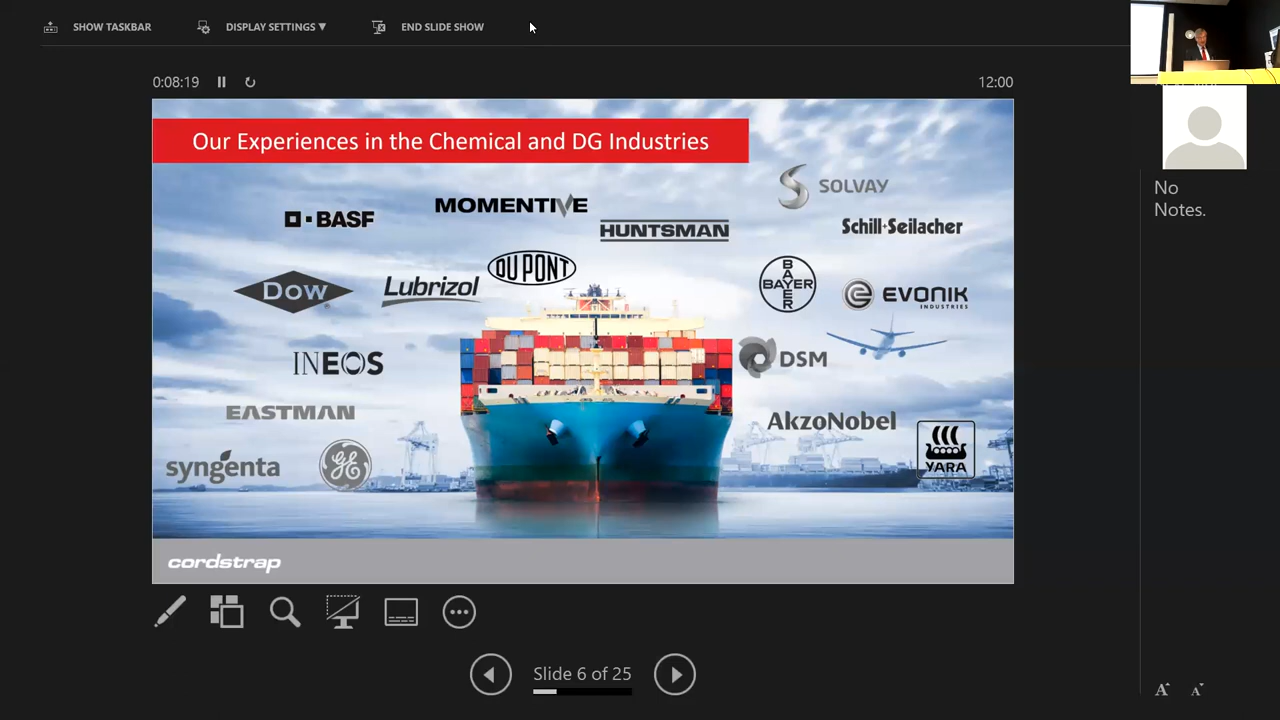 SHOW TASKBAR
DISPLAY SETTINGS ▼
END SLIDE SHOW
0:08:19
12:00
Our Experiences in the Chemical and DG Industries
BASF
MOMENTIVE
HUNTSMAN
SOLVAY
Schill+Seilacher
DOW
Lubrizol
DU PONT
BAYER
BAYER
EVONIK
INDUSTRIES
INEOS
DSM
EASTMAN
AkzoNobel
syngenta
GE
YARA
cordstrap
Slide 6 of 25
No
Notes.
A
A